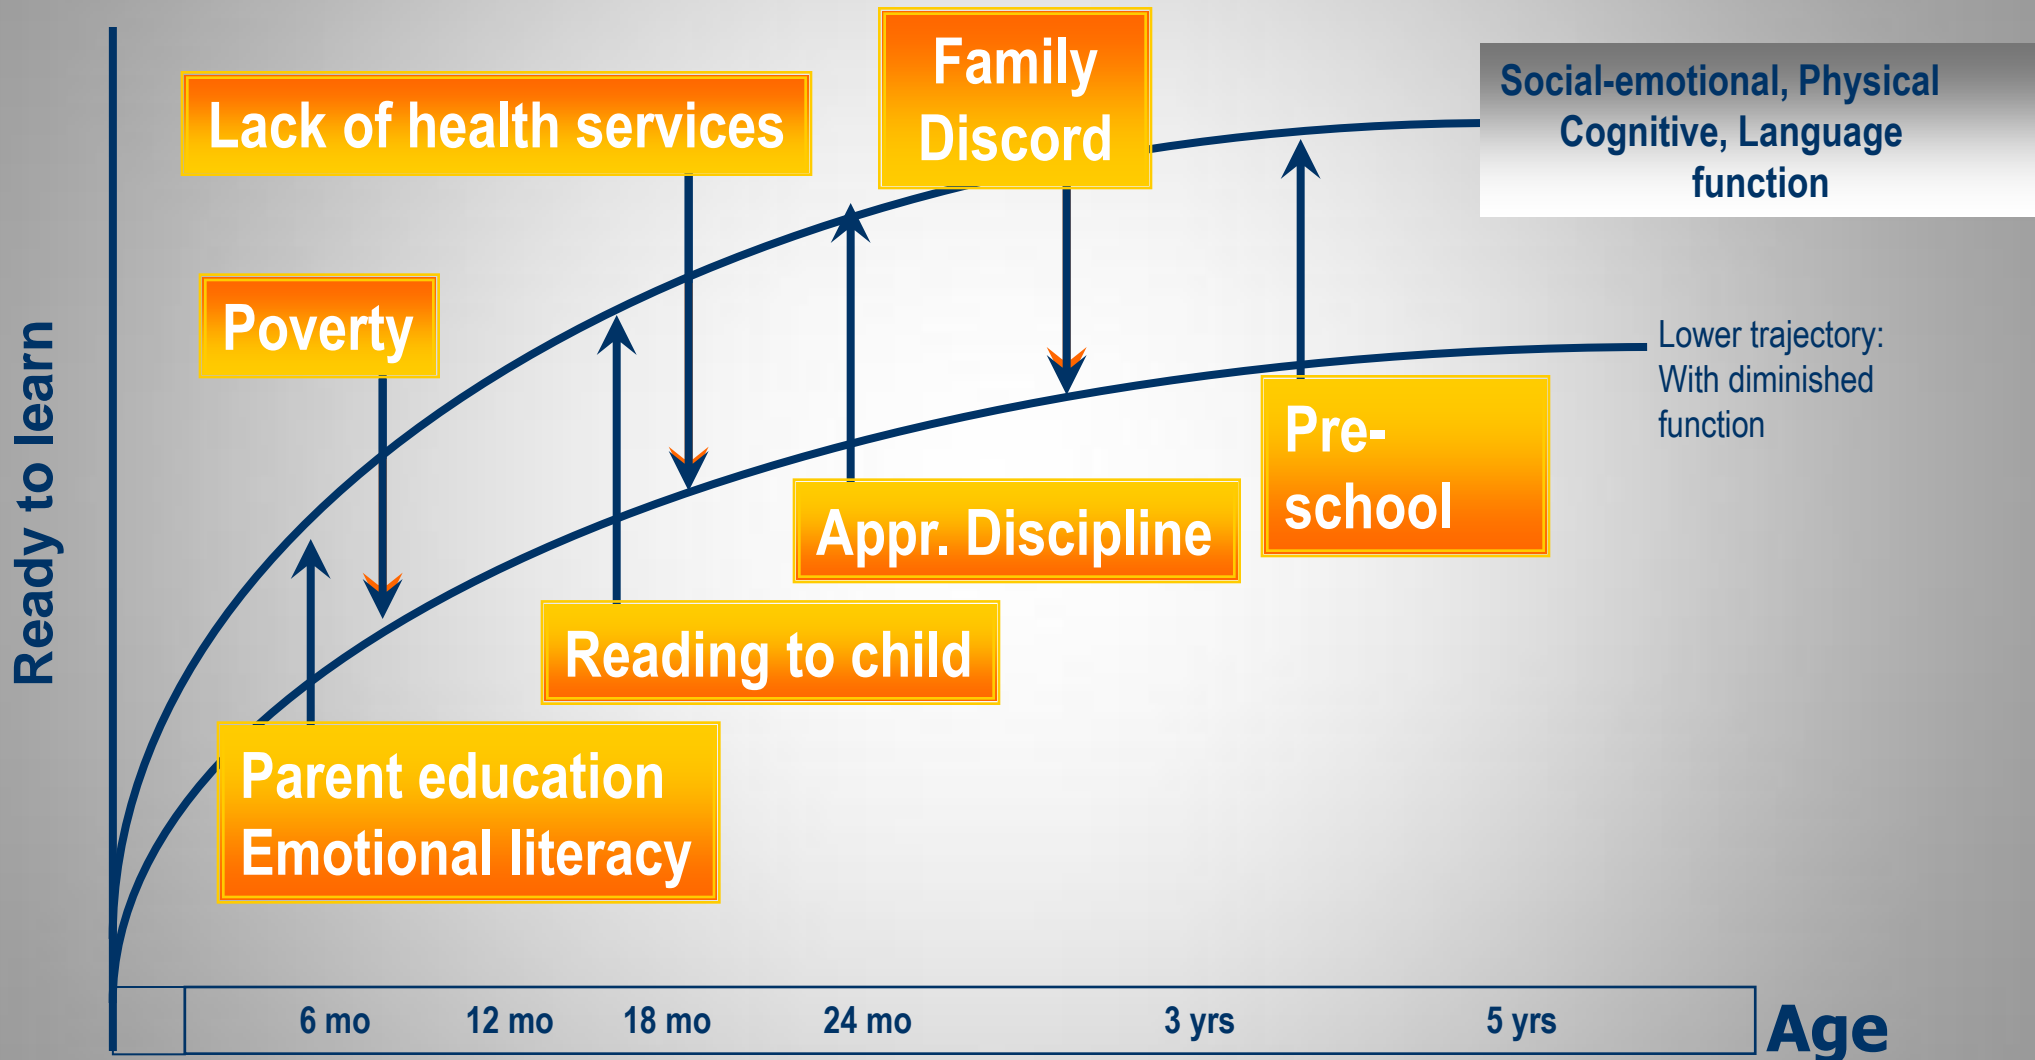 Family
Discord
Lack of health services
Social-emotional, Physical
Cognitive, Language
function
Poverty
Lower trajectory:
With diminished
function
Ready to learn
Pre-
school
Appr. Discipline
Reading to child
Parent education
Emotional literacy
6 mo
12 mo
18 mo
24 mo
3 yrs
5 yrs
Age